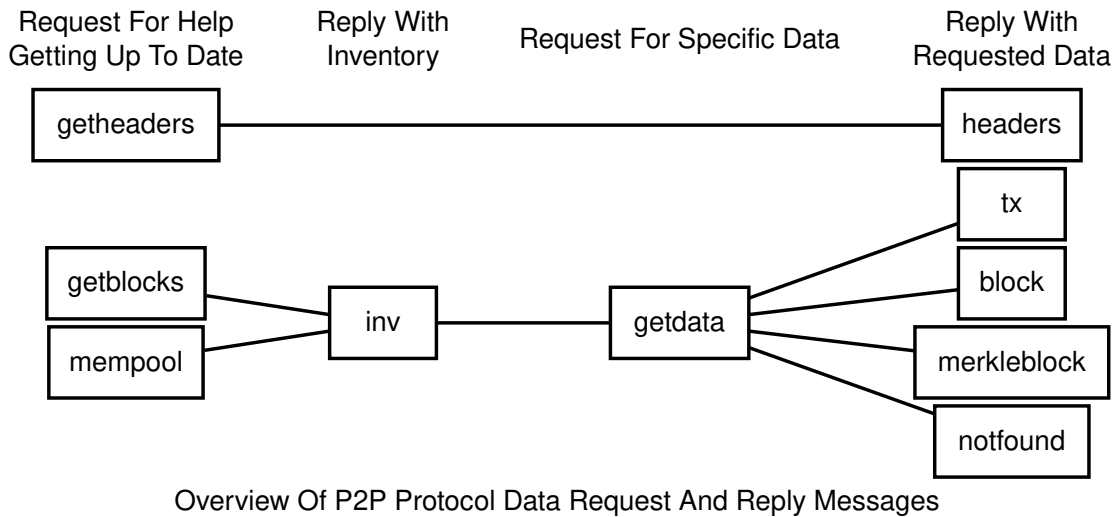 Request For Help
Getting Up To Date
Reply With
Inventory
Request For Specific Data
Reply With
Requested Data
getheaders
headers
tx
getblocks
block
inv
getdata
mempool
merkleblock
notfound
Overview Of P2P Protocol Data Request And Reply Messages